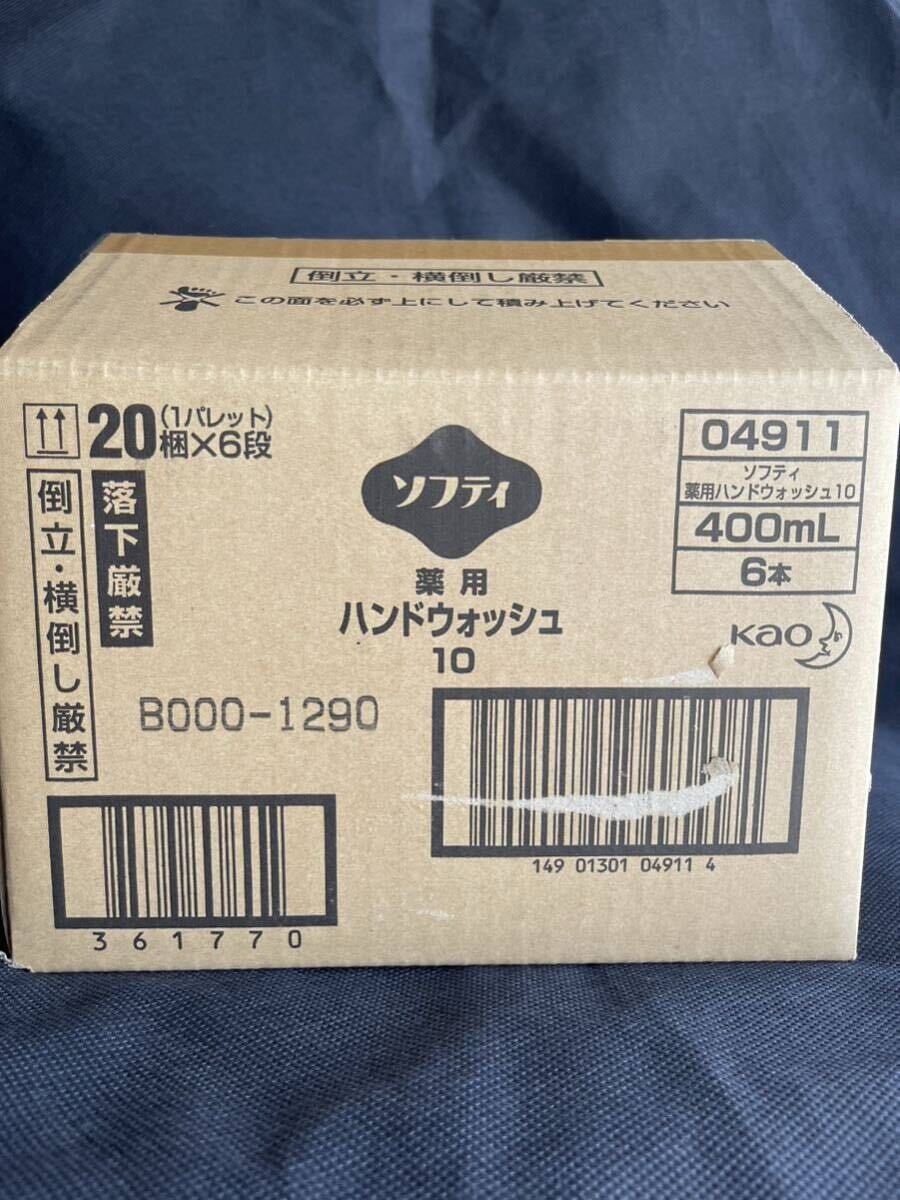 倒立・横倒し厳禁
この面を必ず上にして積み上げてください
20(1パレット)
梱×6段
倒立・横倒し厳禁
落下厳禁
ソフティ
薬用
ハンドウォッシュ
10
04911
ソフティ
薬用ハンドウォッシュ10
400mL
6本
Kao
B000-1290
149 01301 04911 4
361770